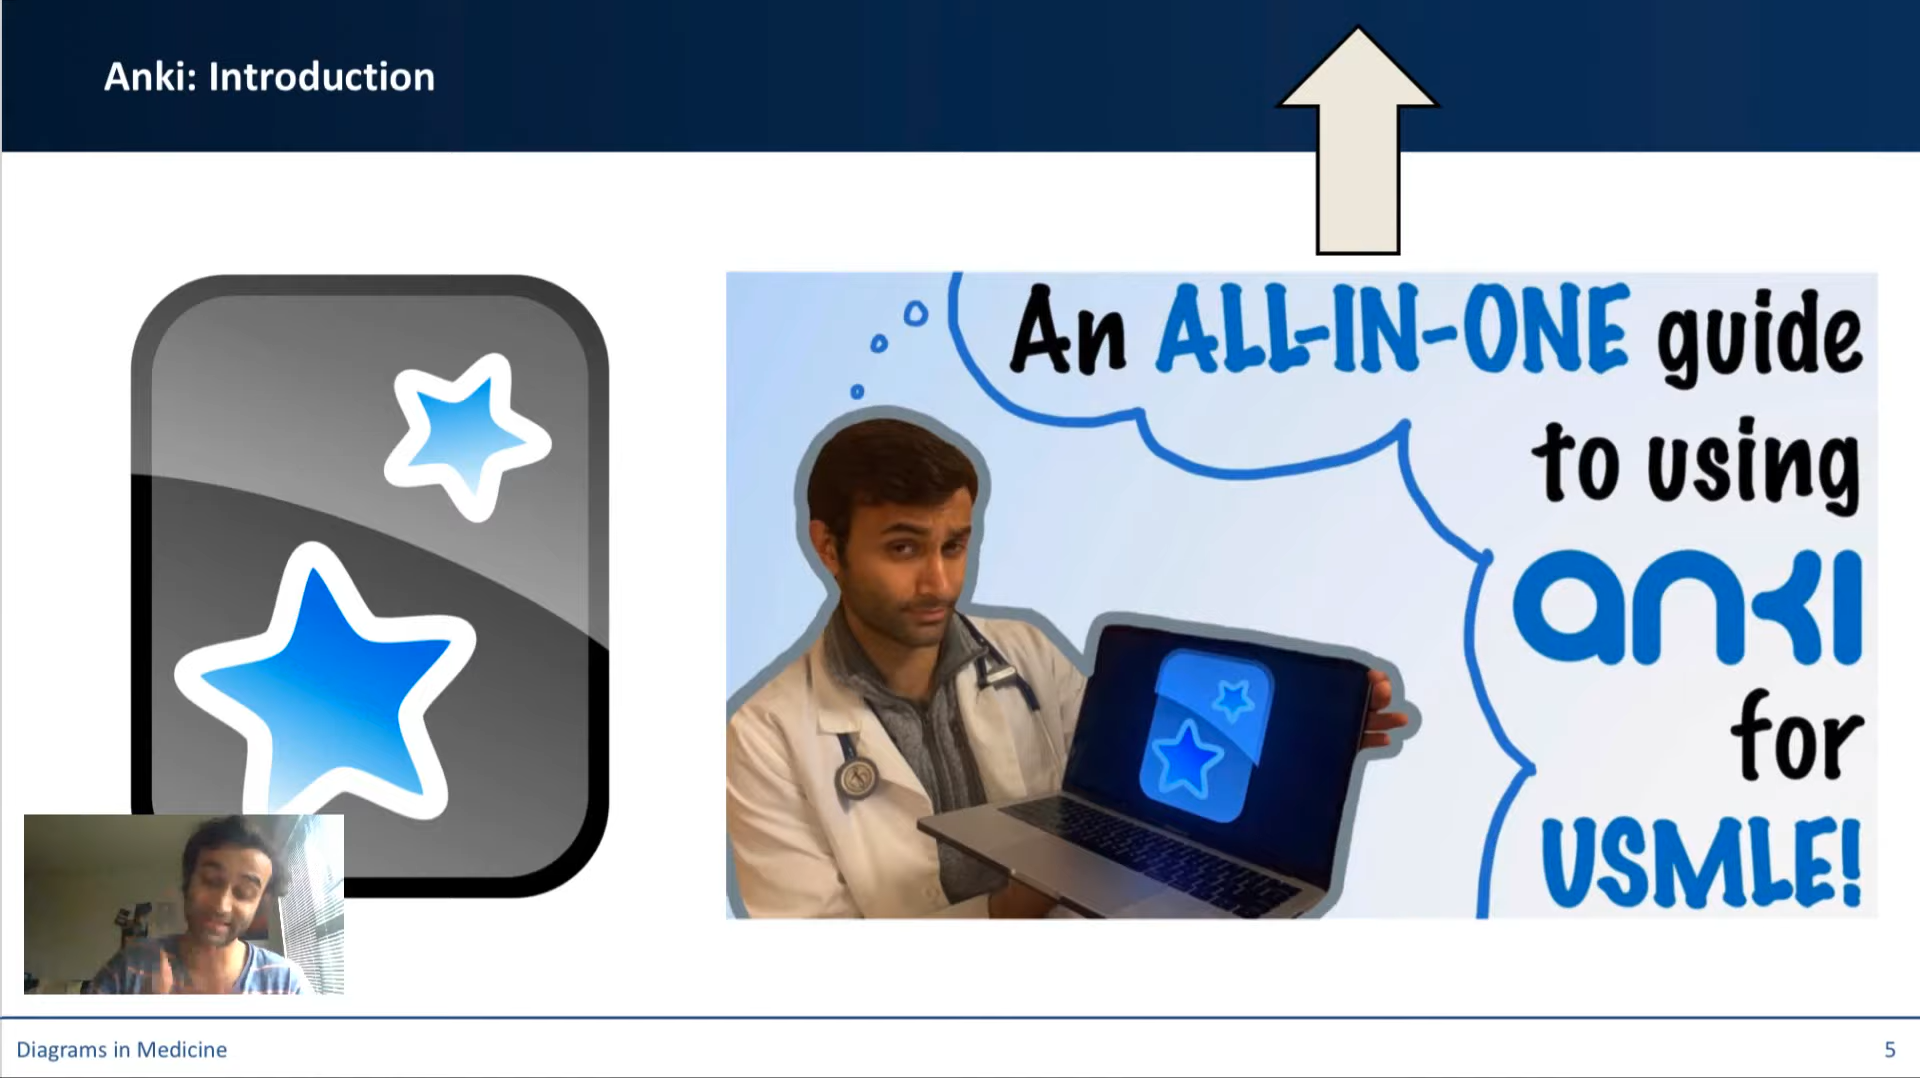 Anki: Introduction
An ALL-IN-ONE guide
to using
anki
for
USMLE!
Diagrams in Medicine
5